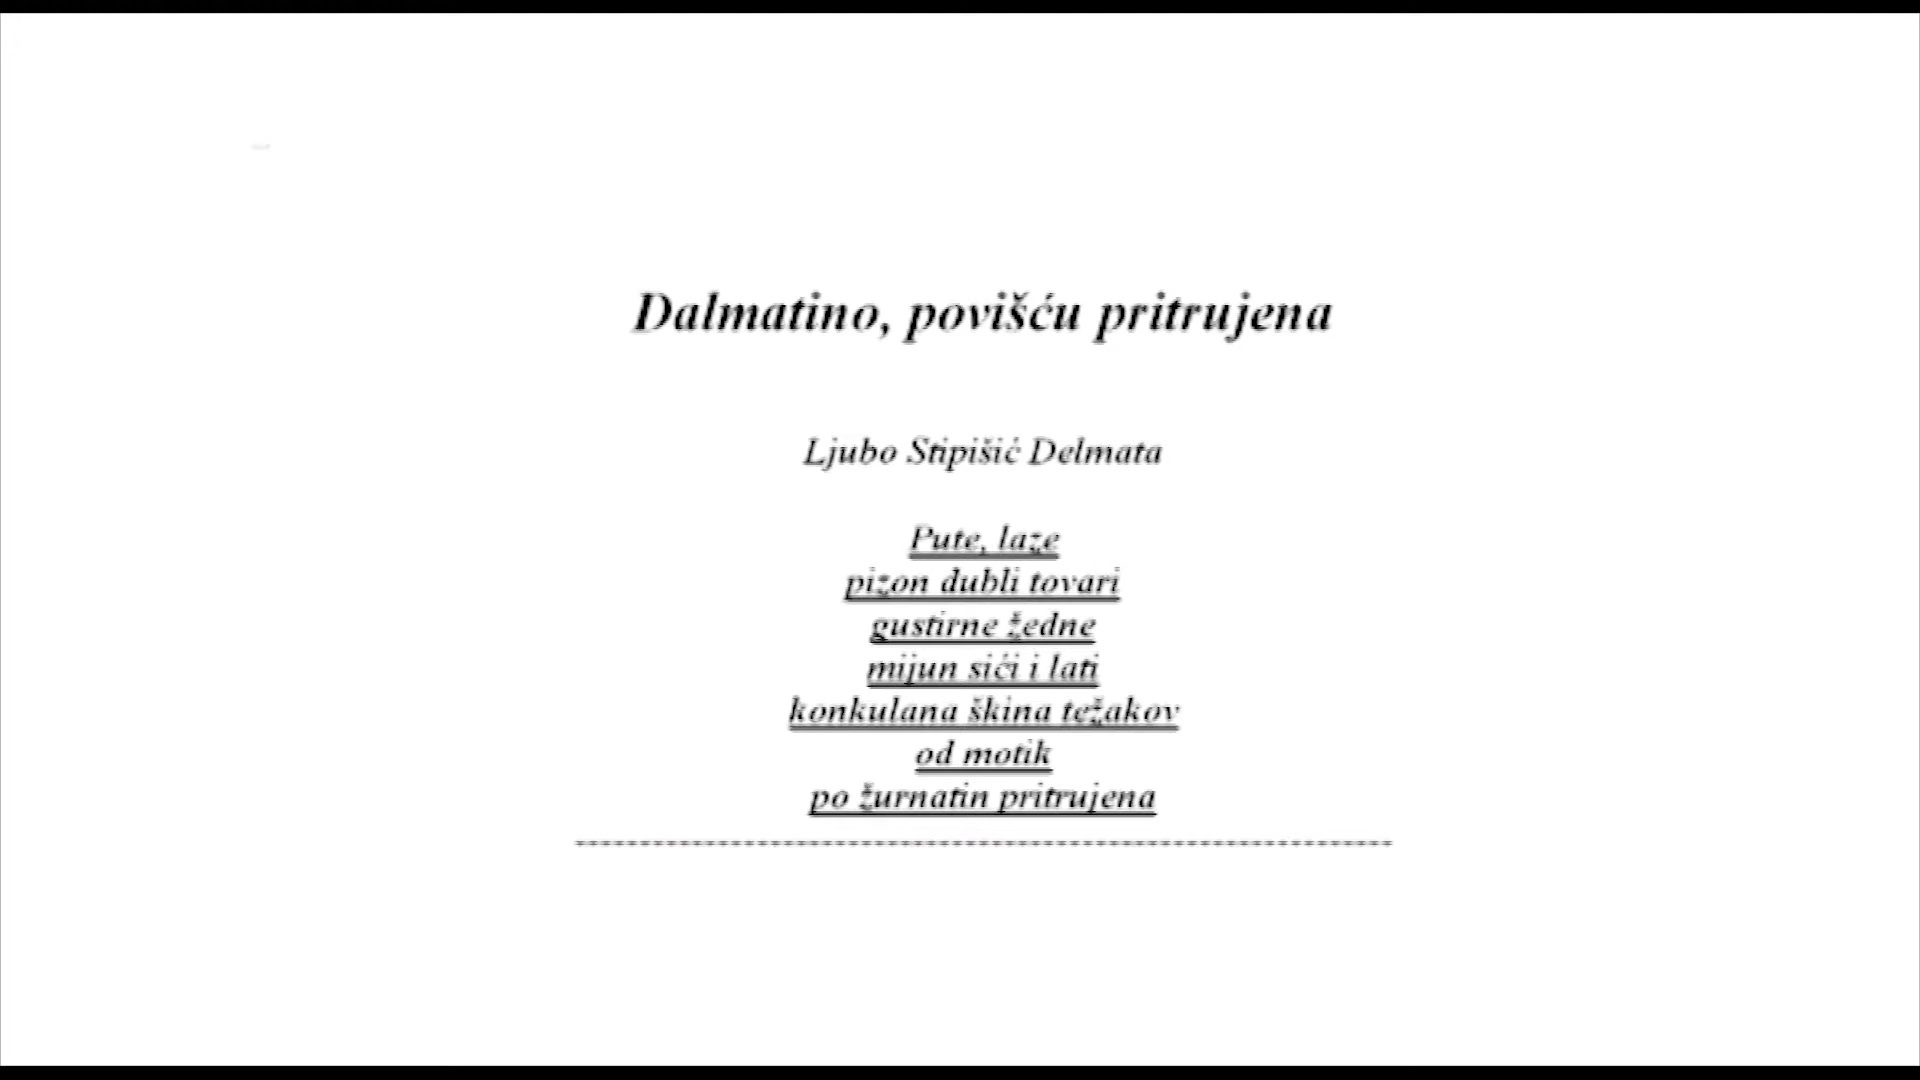 Dalmatino, povišću pritrujena
Ljubo Stipišić Delmata
Pute, laze
pizon dubli tovari
gustirne žedne
mijun sići i lati
konkulana škina težakov
od motik
po žurnatin pritrujena
----------------------------------------------------------------